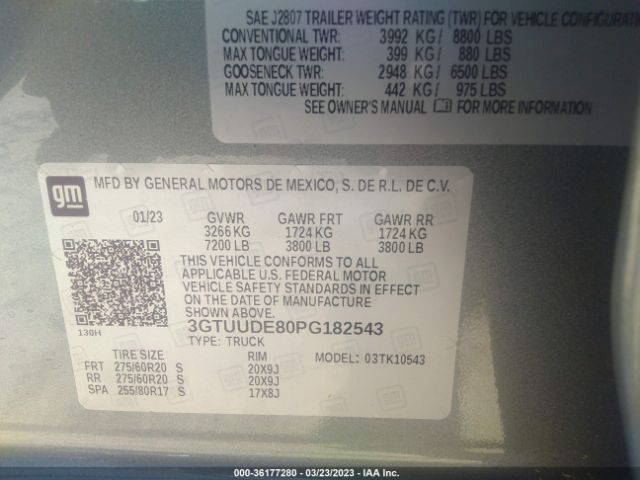 SAE J2807 TRAILER WEIGHT RATING (TWR) FOR VEHICLE CONFIGURATI
CONVENTIONAL TWR: 3992 KG/ 8800 LBS
MAX TONGUE WEIGHT: 399 KG/ 880 LBS
GOOSENECK TWR: 2948 KG/ 6500 LBS
MAX TONGUE WEIGHT: 442 KG/ 975 LBS
SEE OWNER'S MANUAL FOR MORE INFORMATION
gm MFD BY GENERAL MOTORS DE MEXICO, S. DE R.L. DE C.V.
01/23 GVWR GAWR FRT GAWR RR
3266 KG 1724 KG 1724 KG
7200 LB 3800 LB 3800 LB
THIS VEHICLE CONFORMS TO ALL
APPLICABLE U.S. FEDERAL MOTOR
VEHICLE SAFETY STANDARDS IN EFFECT
ON THE DATE OF MANUFACTURE
SHOWN ABOVE.
130H 3GTUUDE80PG182543
TYPE: TRUCK
TIRE SIZE RIM MODEL: 03TK10543
FRT 275/60R20 S 20X9J
RR 275/60R20 S 20X9J
SPA 255/80R17 S 17X8J
000-36177280 - 03/23/2023 - IAA Inc.